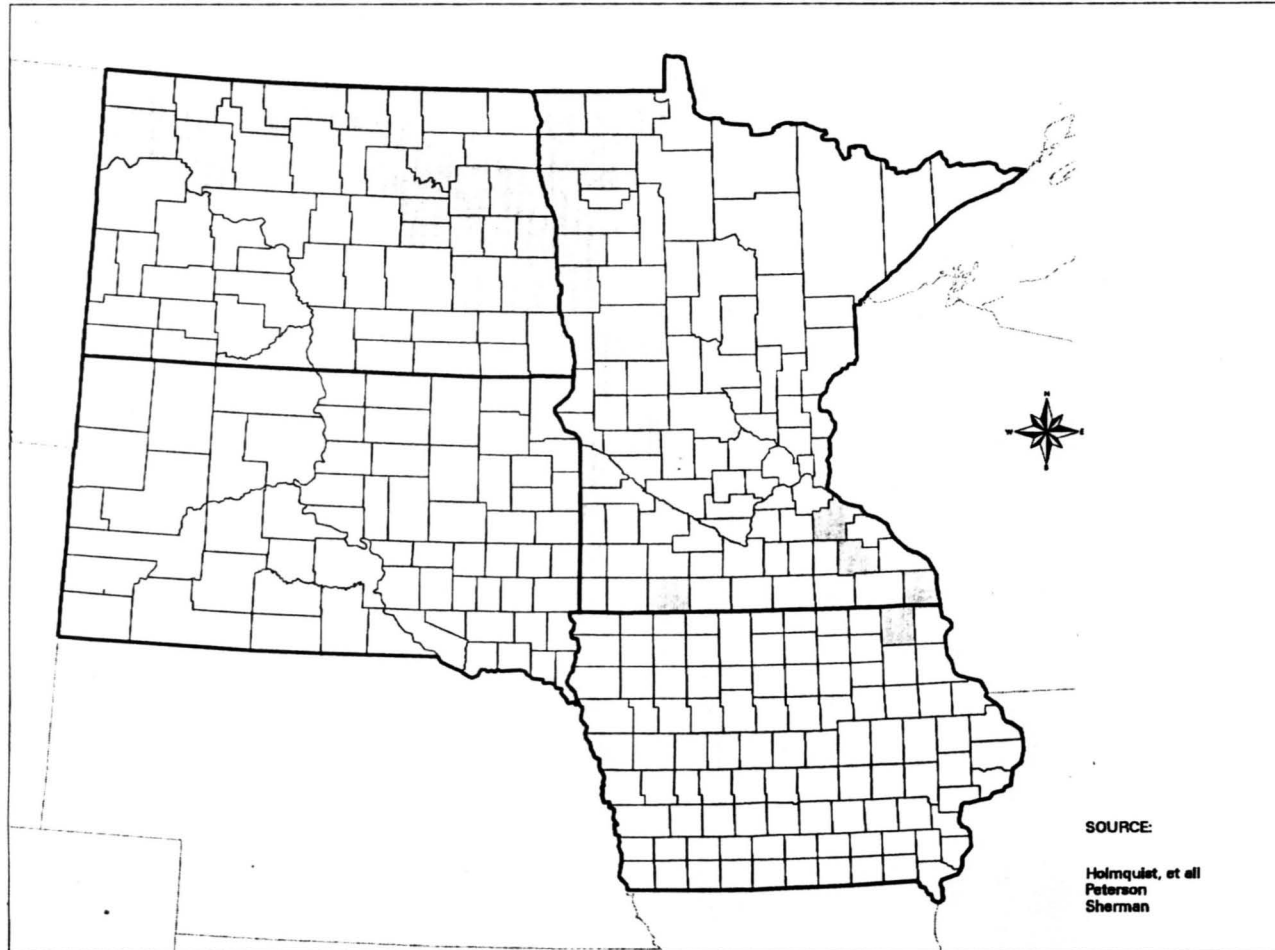 N
W E
S
SOURCE:
Holmquist, et all
Peterson
Sherman